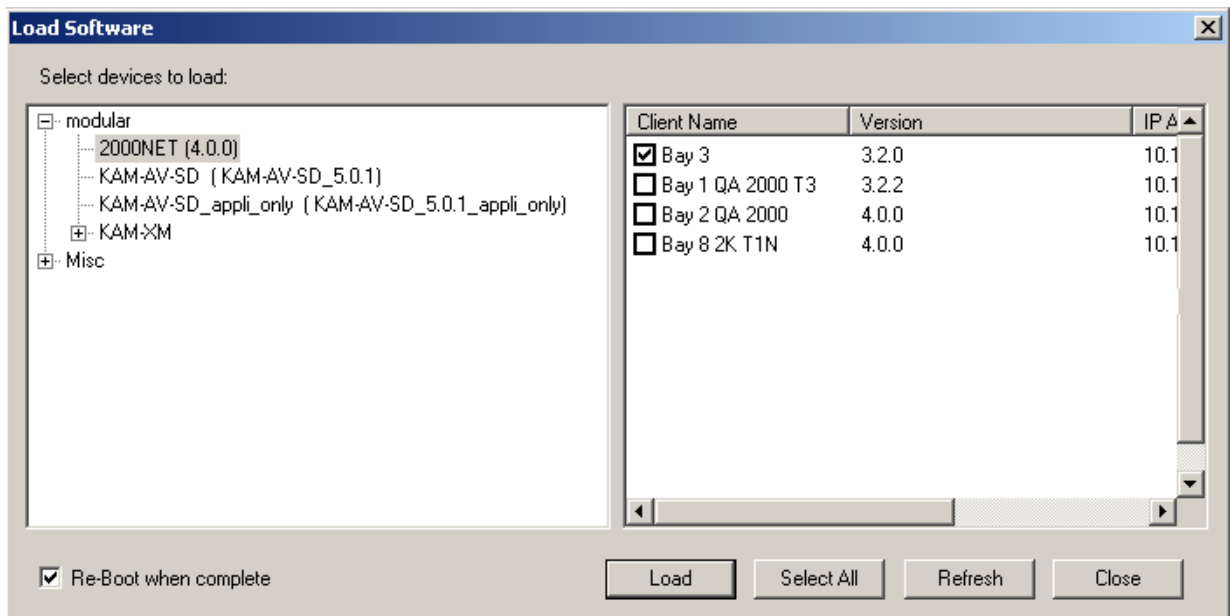 Load Software
Select devices to load:
modular
2000NET (4.0.0)
KAM-AV-SD ( KAM-AV-SD_5.0.1)
KAM-AV-SD_appli_only ( KAM-AV-SD_5.0.1_appli_only)
KAM-XM
Misc
Client Name Version IP A
Bay 3 3.2.0 10.1
Bay 1 QA 2000 T3 3.2.2 10.1
Bay 2 QA 2000 4.0.0 10.1
Bay 8 2K T1N 4.0.0 10.1
Re-Boot when complete
Load Select All Refresh Close